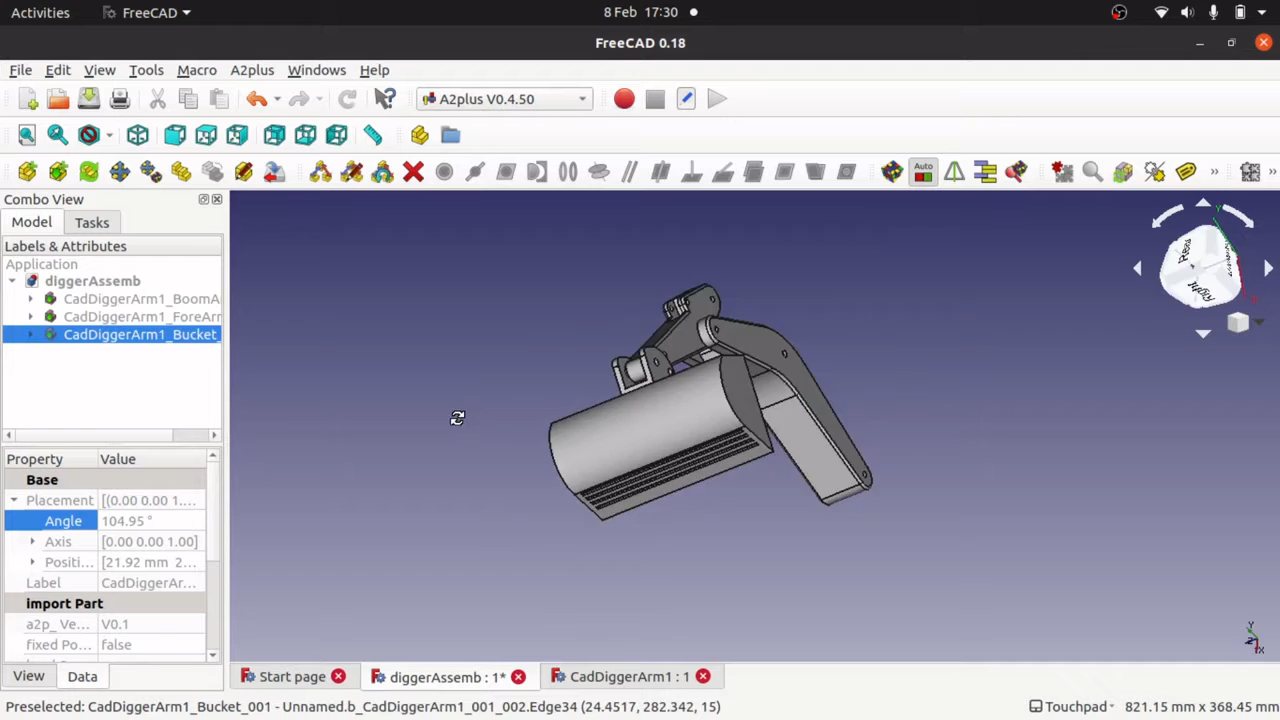 Activities FreeCAD 8 Feb 17:30
FreeCAD 0.18
File Edit View Tools Macro A2plus Windows Help
A2plus V0.4.50
Auto
Combo View
Model Tasks
Labels & Attributes
Application
diggerAssemb
CadDiggerArm1_BoomA
CadDiggerArm1_ForeArr
CadDiggerArm1_Bucket_
Property Value
Base
Placement [(0.00 0.00 1....
Angle 104.95 °
Axis [0.00 0.00 1.00]
Positi... [21.92 mm 2...
Label CadDiggerAr...
import Part
a2p_ Ve... V0.1
fixed Po... false
View Data
Start page diggerAssemb : 1* CadDiggerArm1 : 1
Preselected: CadDiggerArm1_Bucket_001 - Unnamed.b_CadDiggerArm1_001_002.Edge34 (24.4517, 282.342, 15) Touchpad 821.15 mm x 368.45 mm